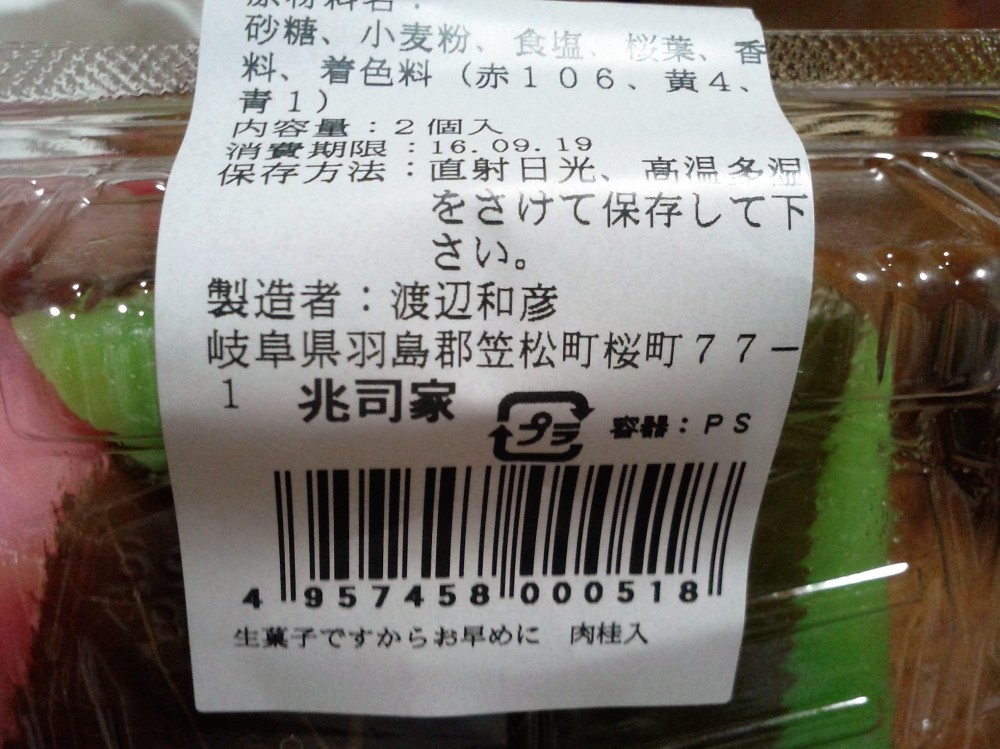 原材料名：
砂糖、小麦粉、食塩、桜葉、香
料、着色料（赤１０６、黄４、
青１）
内容量：２個入
消費期限：16.09.19
保存方法：直射日光、高温多湿
をさけて保存して下
さい。
製造者：渡辺和彦
岐阜県羽島郡笠松町桜町７７－
１ 兆司家
プラ 容器：ＰＳ
4 957458 000518
生菓子ですからお早めに　肉桂入